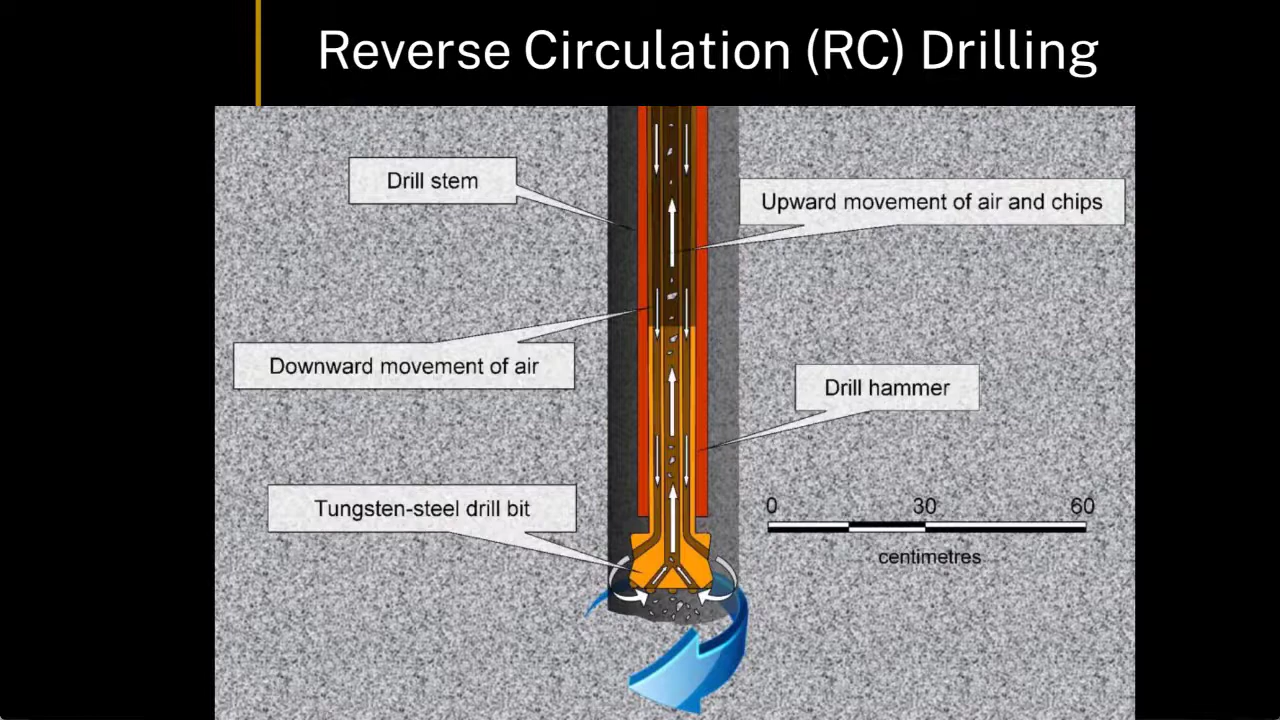 Reverse Circulation (RC) Drilling
Drill stem
Upward movement of air and chips
Downward movement of air
Drill hammer
Tungsten-steel drill bit
0 30 60
centimetres